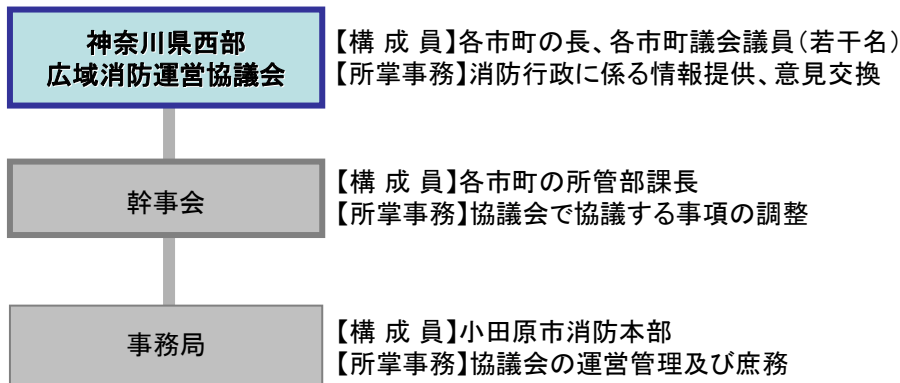 神奈川県西部
広域消防運営協議会
【構 成 員】各市町の長、各市町議会議員(若干名)
【所掌事務】消防行政に係る情報提供、意見交換
幹事会
【構 成 員】各市町の所管部課長
【所掌事務】協議会で協議する事項の調整
事務局
【構 成 員】小田原市消防本部
【所掌事務】協議会の運営管理及び庶務